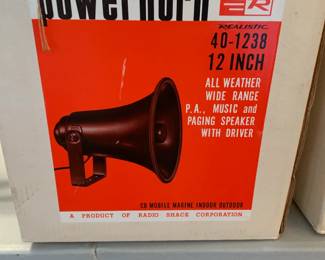 powerhorn
R
REALISTIC
40-1238
12 INCH
ALL WEATHER
WIDE RANGE
P.A., MUSIC and
PAGING SPEAKER
WITH DRIVER
CB MOBILE MARINE INDOOR OUTDOOR
A PRODUCT OF RADIO SHACK CORPORATION